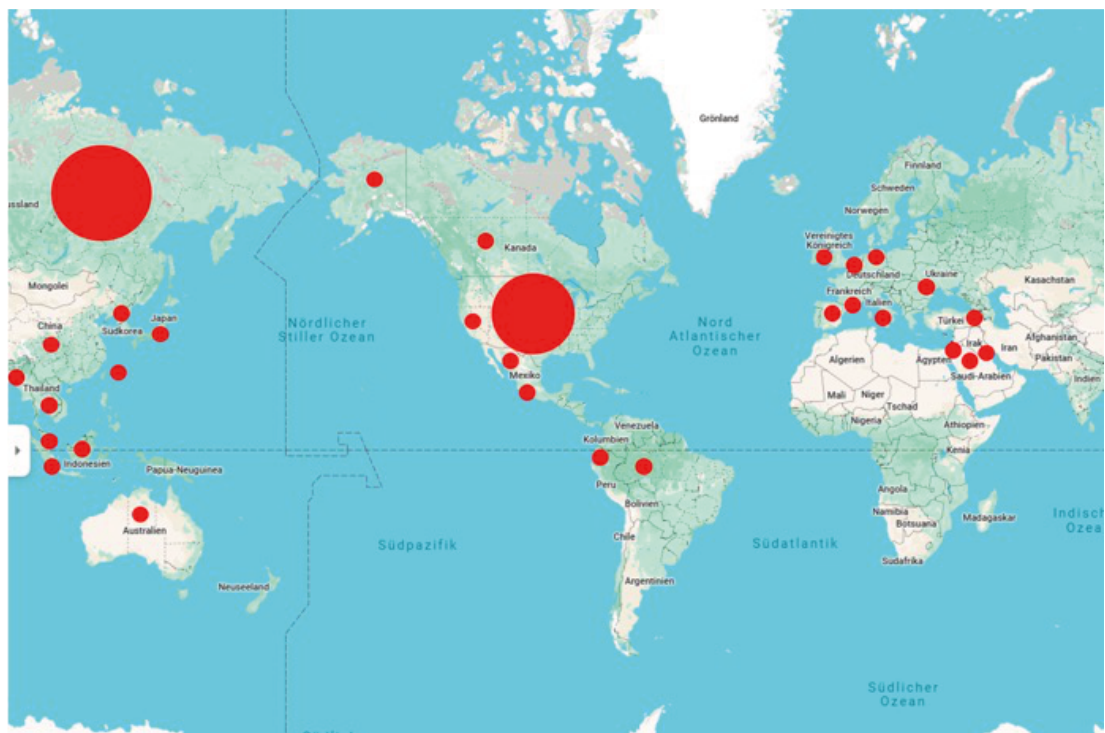 Grönland
Finnland
Schweden
Norwegen
ussland
Vereinigtes
Königreich
Kanada
Deutschland
Ukraine
Kasachstan
Mongolei
Frankreich
Italien
Japan
Südkorea
China
Nördlicher
Stiller Ozean
Nord
Atlantischer
Ozean
Türkei
Afghanistan
Irak
Iran
Algerien
Ägypten
Pakistan
Mexiko
Saudi-Arabien
Indien
Thailand
Mali
Niger
Tschad
Venezuela
Nigeria
Äthiopien
Kolumbien
Kenia
Indonesien
Papua-Neuguinea
Peru
Angola
Bolivien
Namibia
Madagaskar
Indisch
Ozea
Botsuana
Australien
Chile
Südpazifik
Südatlantik
Südafrika
Argentinien
Neuseeland
Südlicher
Ozean